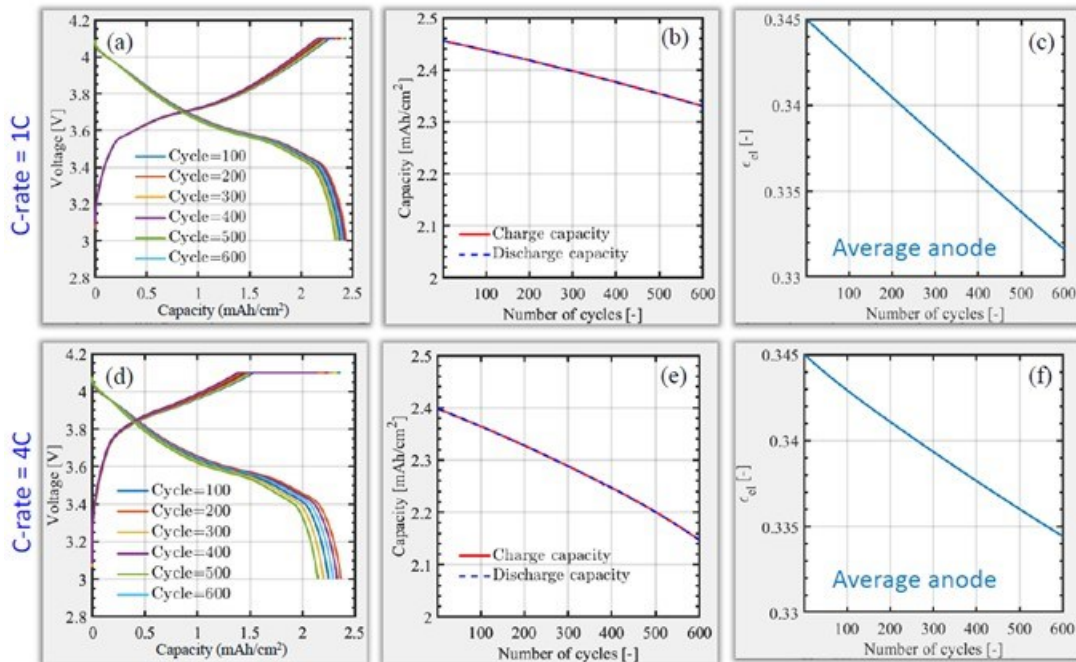 C-rate = 1C
(a)
Voltage [V]
4.2
4
3.8
3.6
3.4
3.2
3
2.8
Cycle=100
Cycle=200
Cycle=300
Cycle=400
Cycle=500
Cycle=600
0 0.5 1 1.5 2 2.5
Capacity (mAh/cm²)
(b)
Capacity [mAh/cm²]
2.5
2.4
2.3
2.2
2.1
2
Charge capacity
Discharge capacity
100 200 300 400 500 600
Number of cycles [-]
(c)
ϵel [-]
0.345
0.34
0.335
0.33
Average anode
100 200 300 400 500 600
Number of cycles [-]
C-rate = 4C
(d)
Voltage [V]
4.2
4
3.8
3.6
3.4
3.2
3
2.8
Cycle=100
Cycle=200
Cycle=300
Cycle=400
Cycle=500
Cycle=600
0 0.5 1 1.5 2 2.5
Capacity (mAh/cm²)
(e)
Capacity [mAh/cm²]
2.5
2.4
2.3
2.2
2.1
2
Charge capacity
Discharge capacity
100 200 300 400 500 600
Number of cycles [-]
(f)
ϵel [-]
0.345
0.34
0.335
0.33
Average anode
100 200 300 400 500 600
Number of cycles [-]